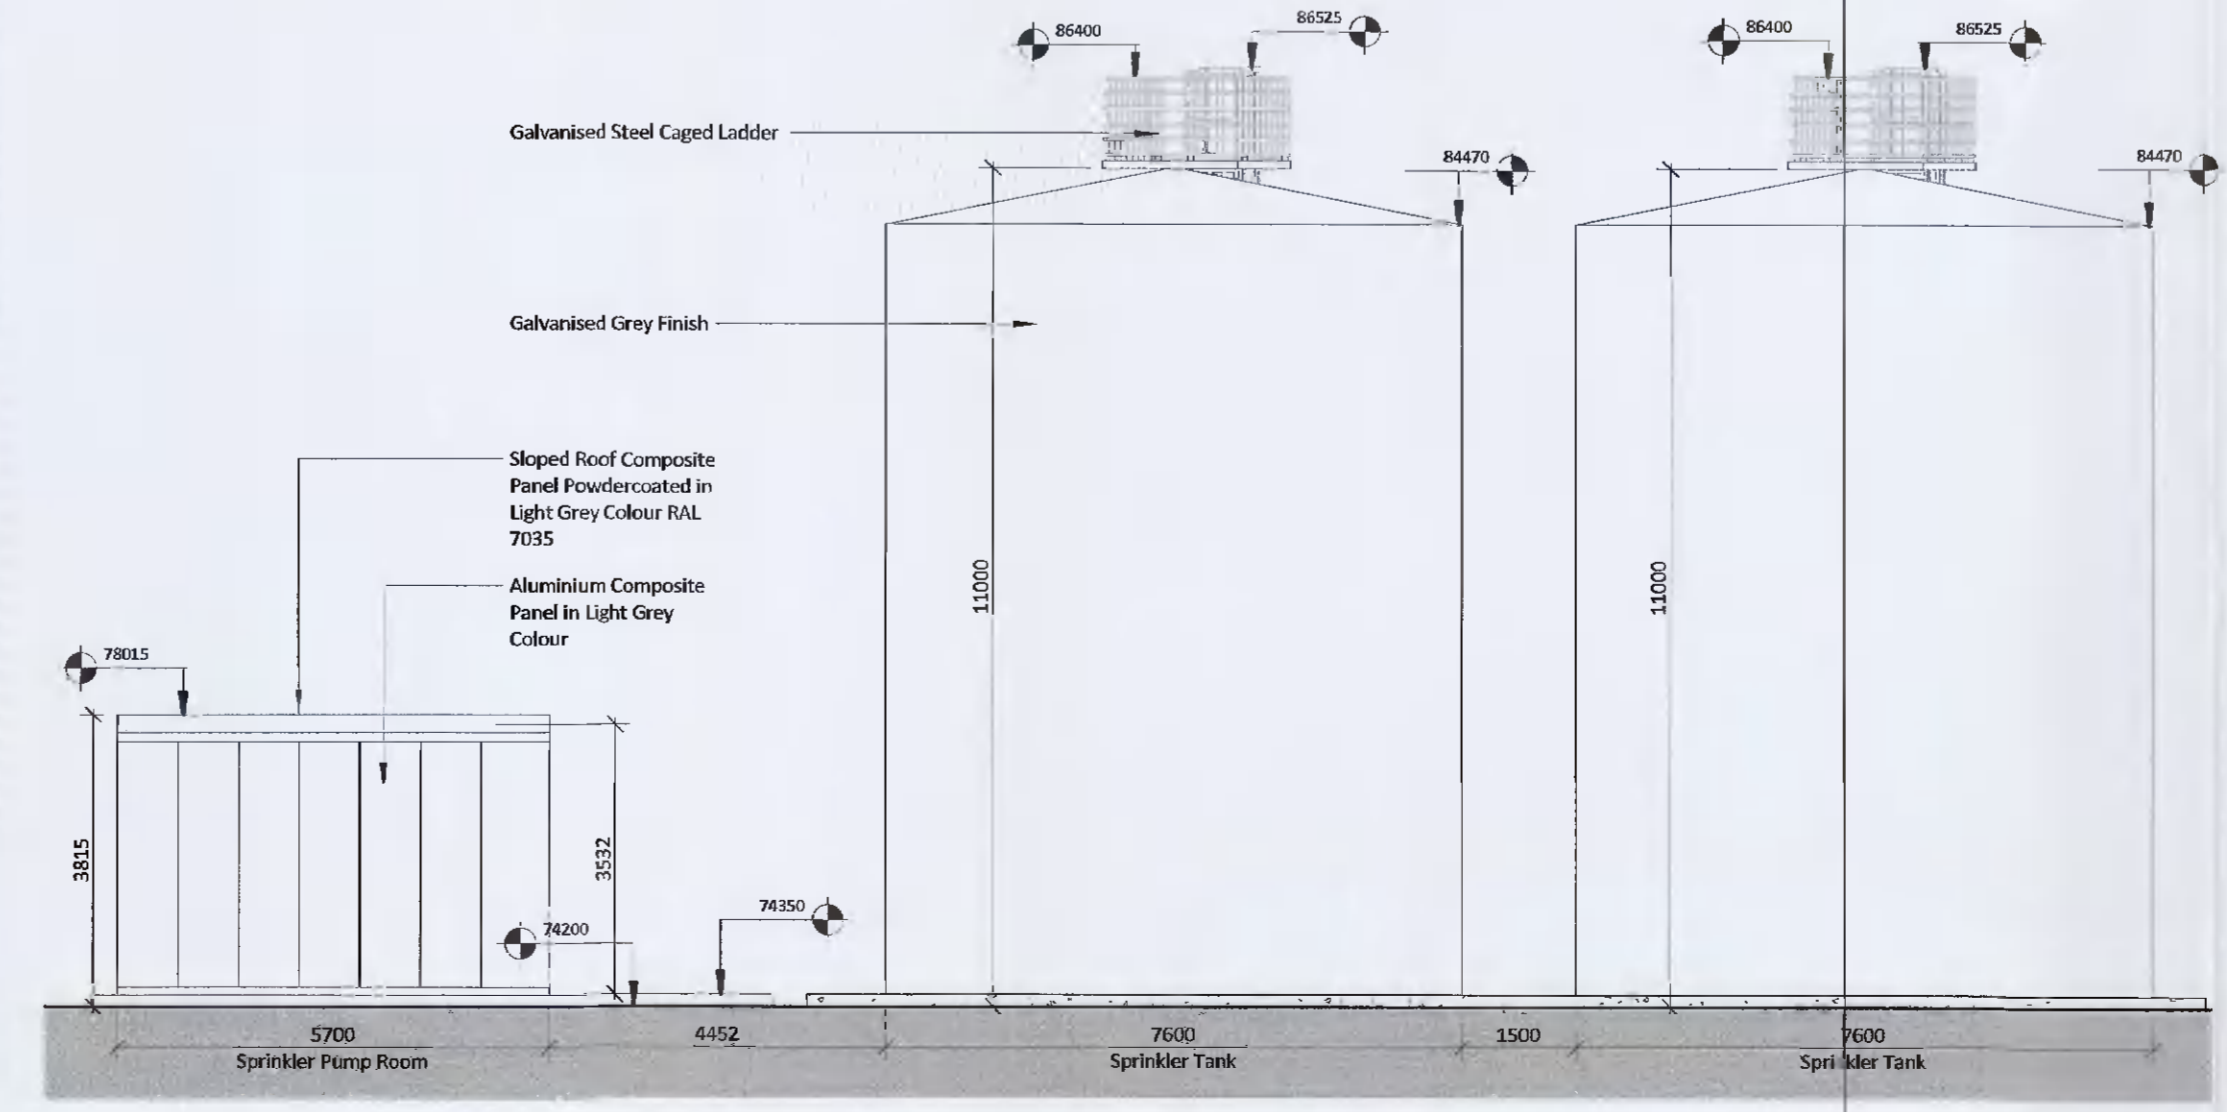 86400
86525
86400
86525
Galvanised Steel Caged Ladder
84470
84470
Galvanised Grey Finish
Sloped Roof Composite
Panel Powdercoated in
Light Grey Colour RAL
7035
Aluminium Composite
Panel in Light Grey
Colour
11000
11000
78015
3815
3532
74200
74350
5700
4452
7600
1500
7600
Sprinkler Pump Room
Sprinkler Tank
Sprinkler Tank